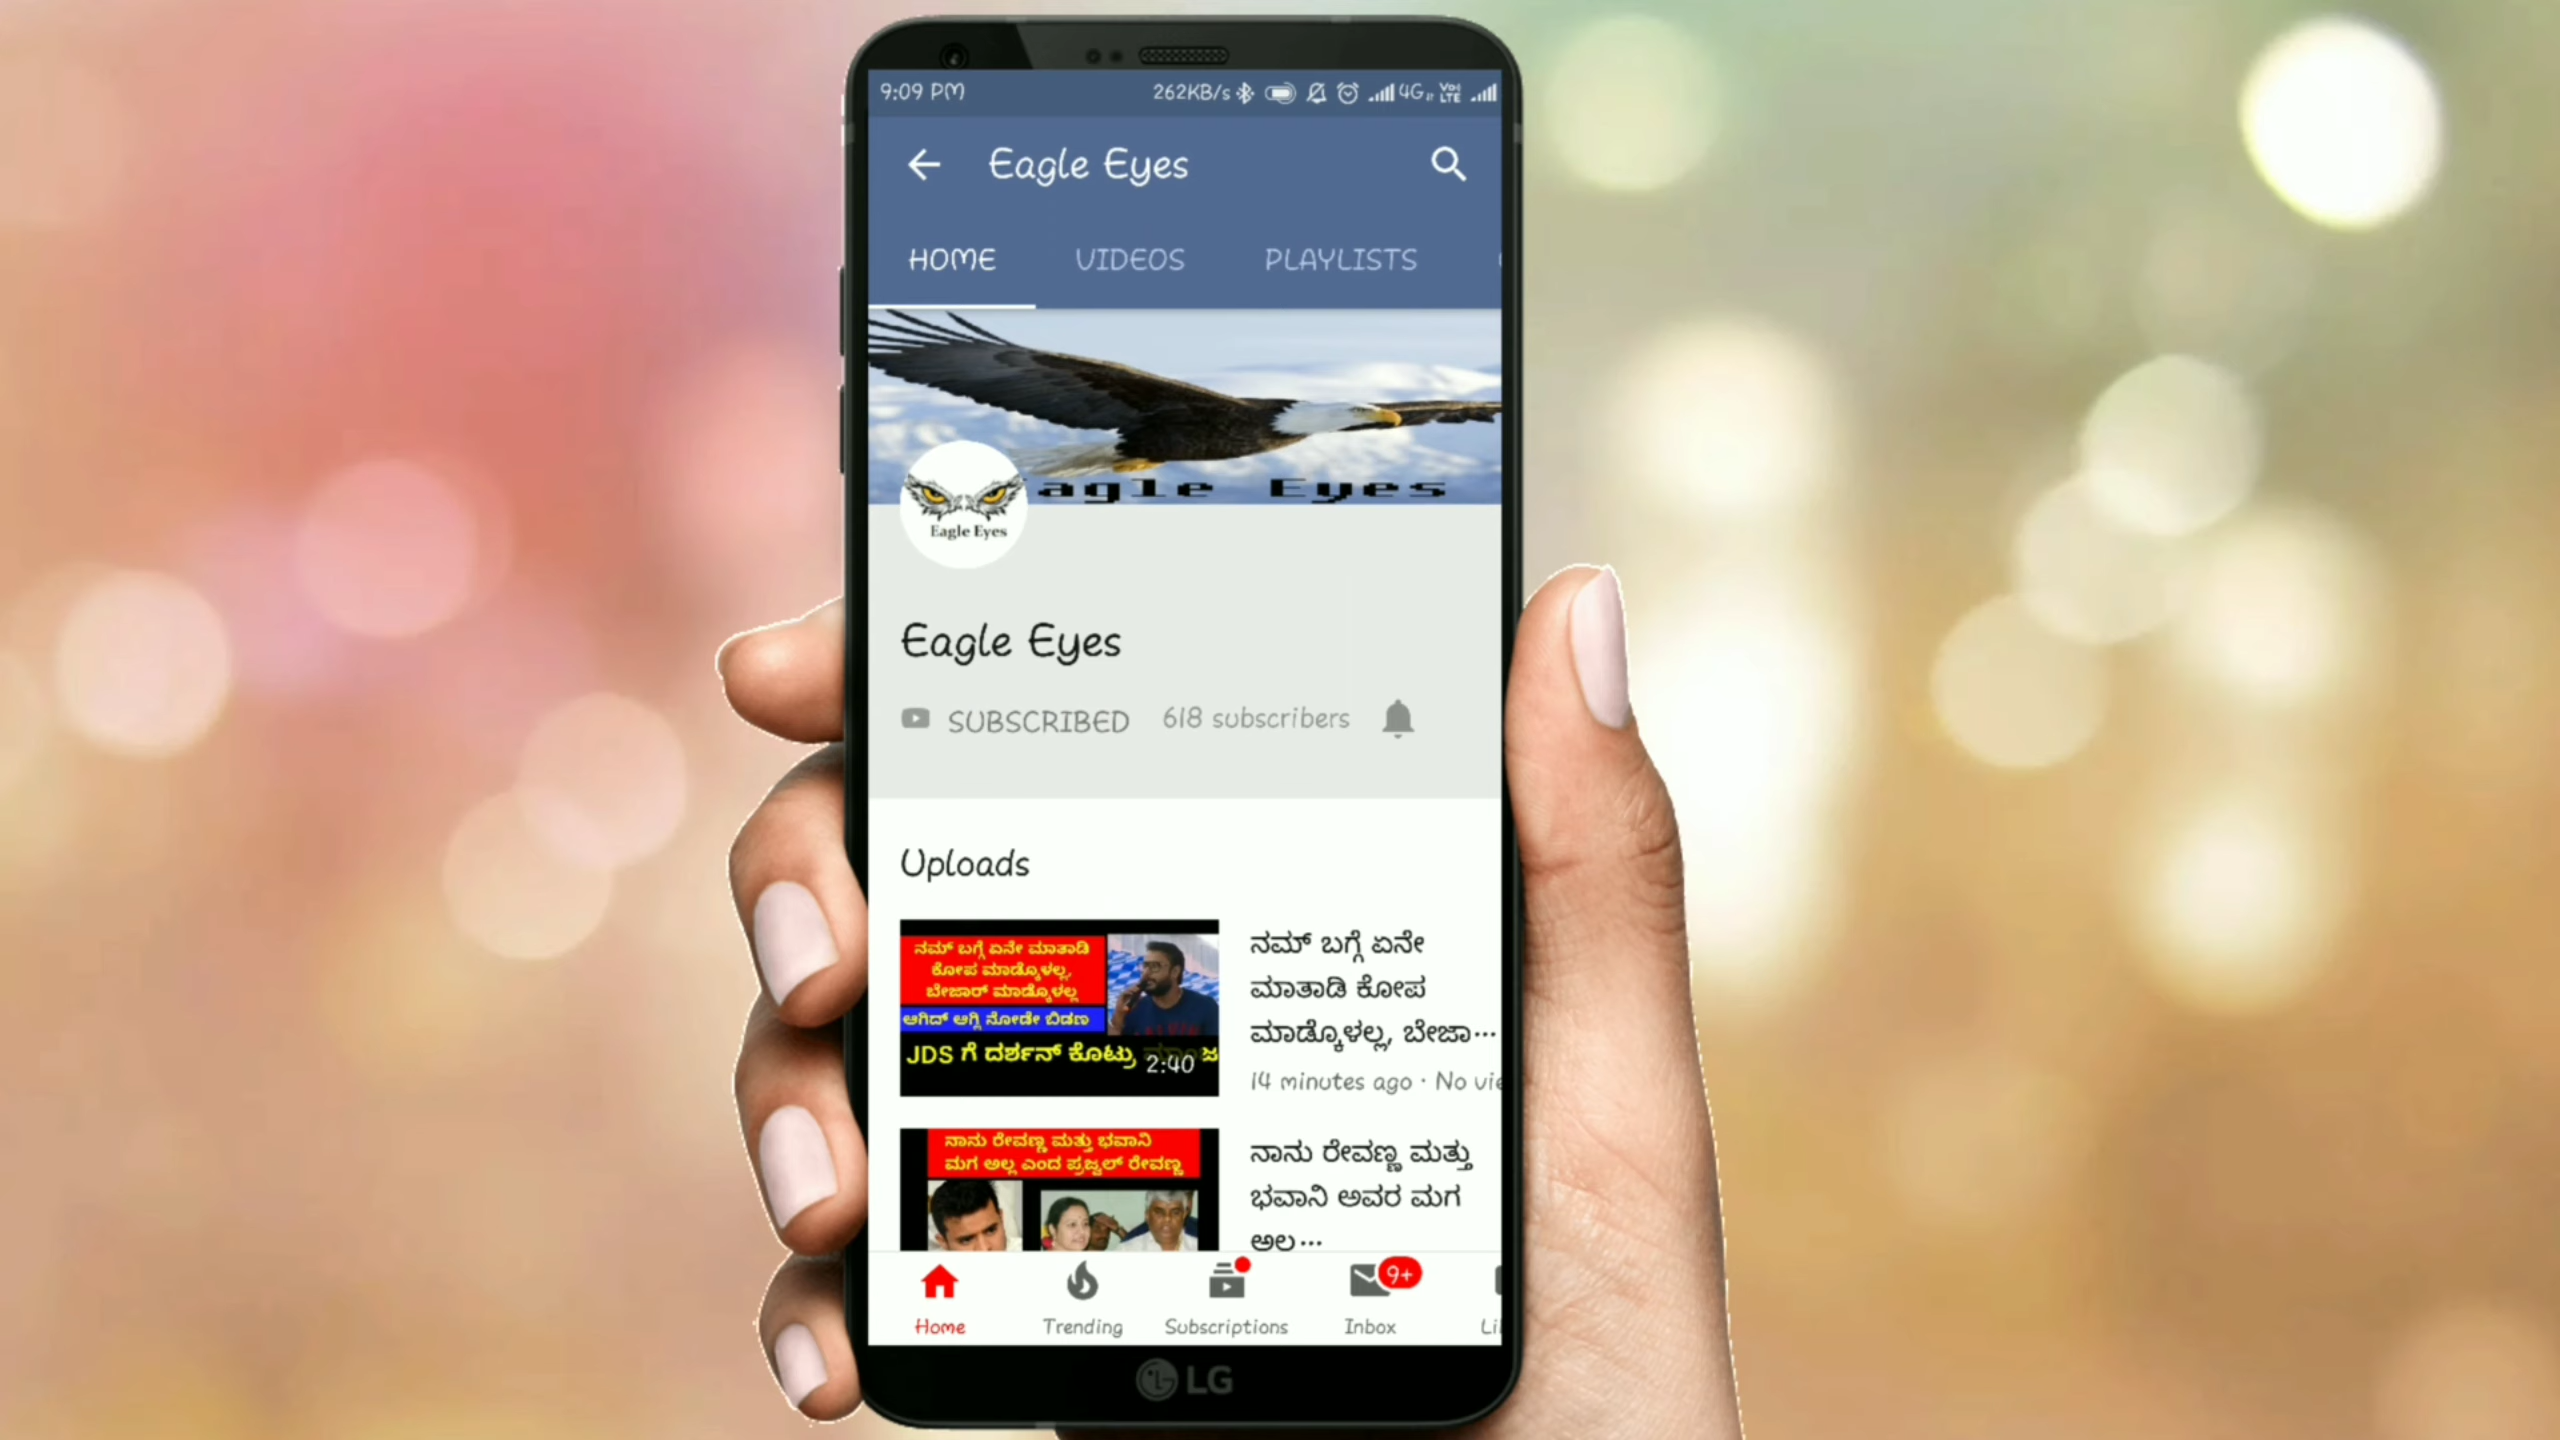 9:09 PM 262KB/s 4G VoLTE
Eagle Eyes
HOME VIDEOS PLAYLISTS
agle Eyes
Eagle Eyes
Eagle Eyes
SUBSCRIBED 618 subscribers
Uploads
ನಮ್ ಬಗ್ಗೆ ಏನೇ ಮಾತಾಡಿ
ಕೋಪ ಮಾಡ್ಕೊಳಲ್ಲ,
ಬೇಜಾರ್ ಮಾಡ್ಕೊಳಲ್ಲ
ಆಗಿದ್ ಆಗ್ಲಿ ನೋಡೇ ಬಿಡಣ
JDS ಗೆ ದರ್ಶನ್ ಕೊಟ್ರು
2:40
ನಮ್ ಬಗ್ಗೆ ಏನೇ
ಮಾತಾಡಿ ಕೋಪ
ಮಾಡ್ಕೊಳಲ್ಲ, ಬೇಜಾ...
14 minutes ago · No vie
ನಾನು ರೇವಣ್ಣ ಮತ್ತು ಭವಾನಿ
ಮಗ ಅಲ್ಲ ಎಂದ ಪ್ರಜ್ವಲ್ ರೇವಣ್ಣ
ನಾನು ರೇವಣ್ಣ ಮತ್ತು
ಭವಾನಿ ಅವರ ಮಗ
ಅಲ...
9+
Home Trending Subscriptions Inbox Li
LG